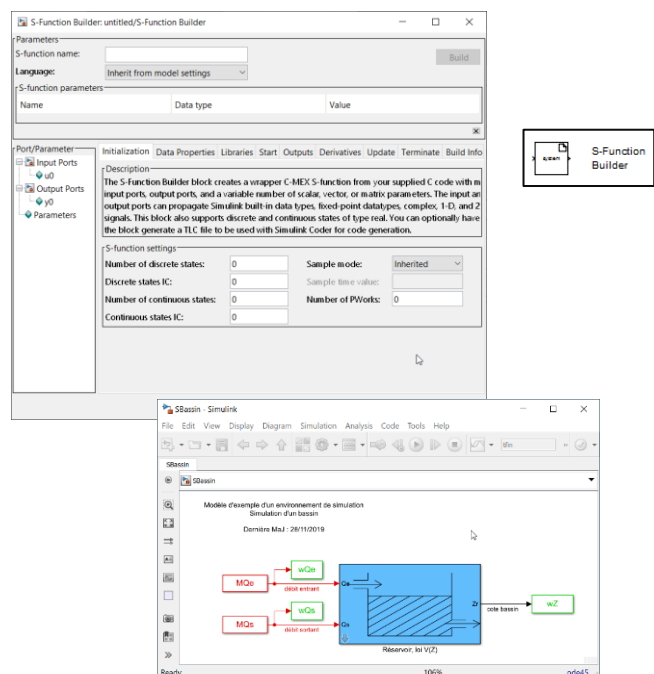 S-Function Builder: untitled/S-Function Builder
Parameters
S-function name:
Build
Language:
Inherit from model settings
S-function parameters
Name Data type Value
Port/Parameter
Input Ports
u0
Output Ports
y0
Parameters
Initialization Data Properties Libraries Start Outputs Derivatives Update Terminate Build Info
Description
The S-Function Builder block creates a wrapper C-MEX S-function from your supplied C code with m
input ports, output ports, and a variable number of scalar, vector, or matrix parameters. The input an
output ports can propagate Simulink built-in data types, fixed-point datatypes, complex, 1-D, and 2
signals. This block also supports discrete and continuous states of type real. You can optionally have
the block generate a TLC file to be used with Simulink Coder for code generation.
S-function settings
Number of discrete states: 0 Sample mode: Inherited
Discrete states IC: 0 Sample time value:
Number of continuous states: 0 Number of PWorks: 0
Continuous states IC: 0
system
S-Function
Builder
SBassin - Simulink
File Edit View Display Diagram Simulation Analysis Code Tools Help
tfin
SBassin
SBassin
Modèle d'exemple d'un environnement de simulation
Simulation d'un bassin
Dernière MaJ : 28/11/2019
wQe
MQe
débit entrant
Qe
wQs
MQs
débit sortant
Qs
Zr
cote bassin
wZ
Réservoir, loi V(Z)
Ready
106%
ode45